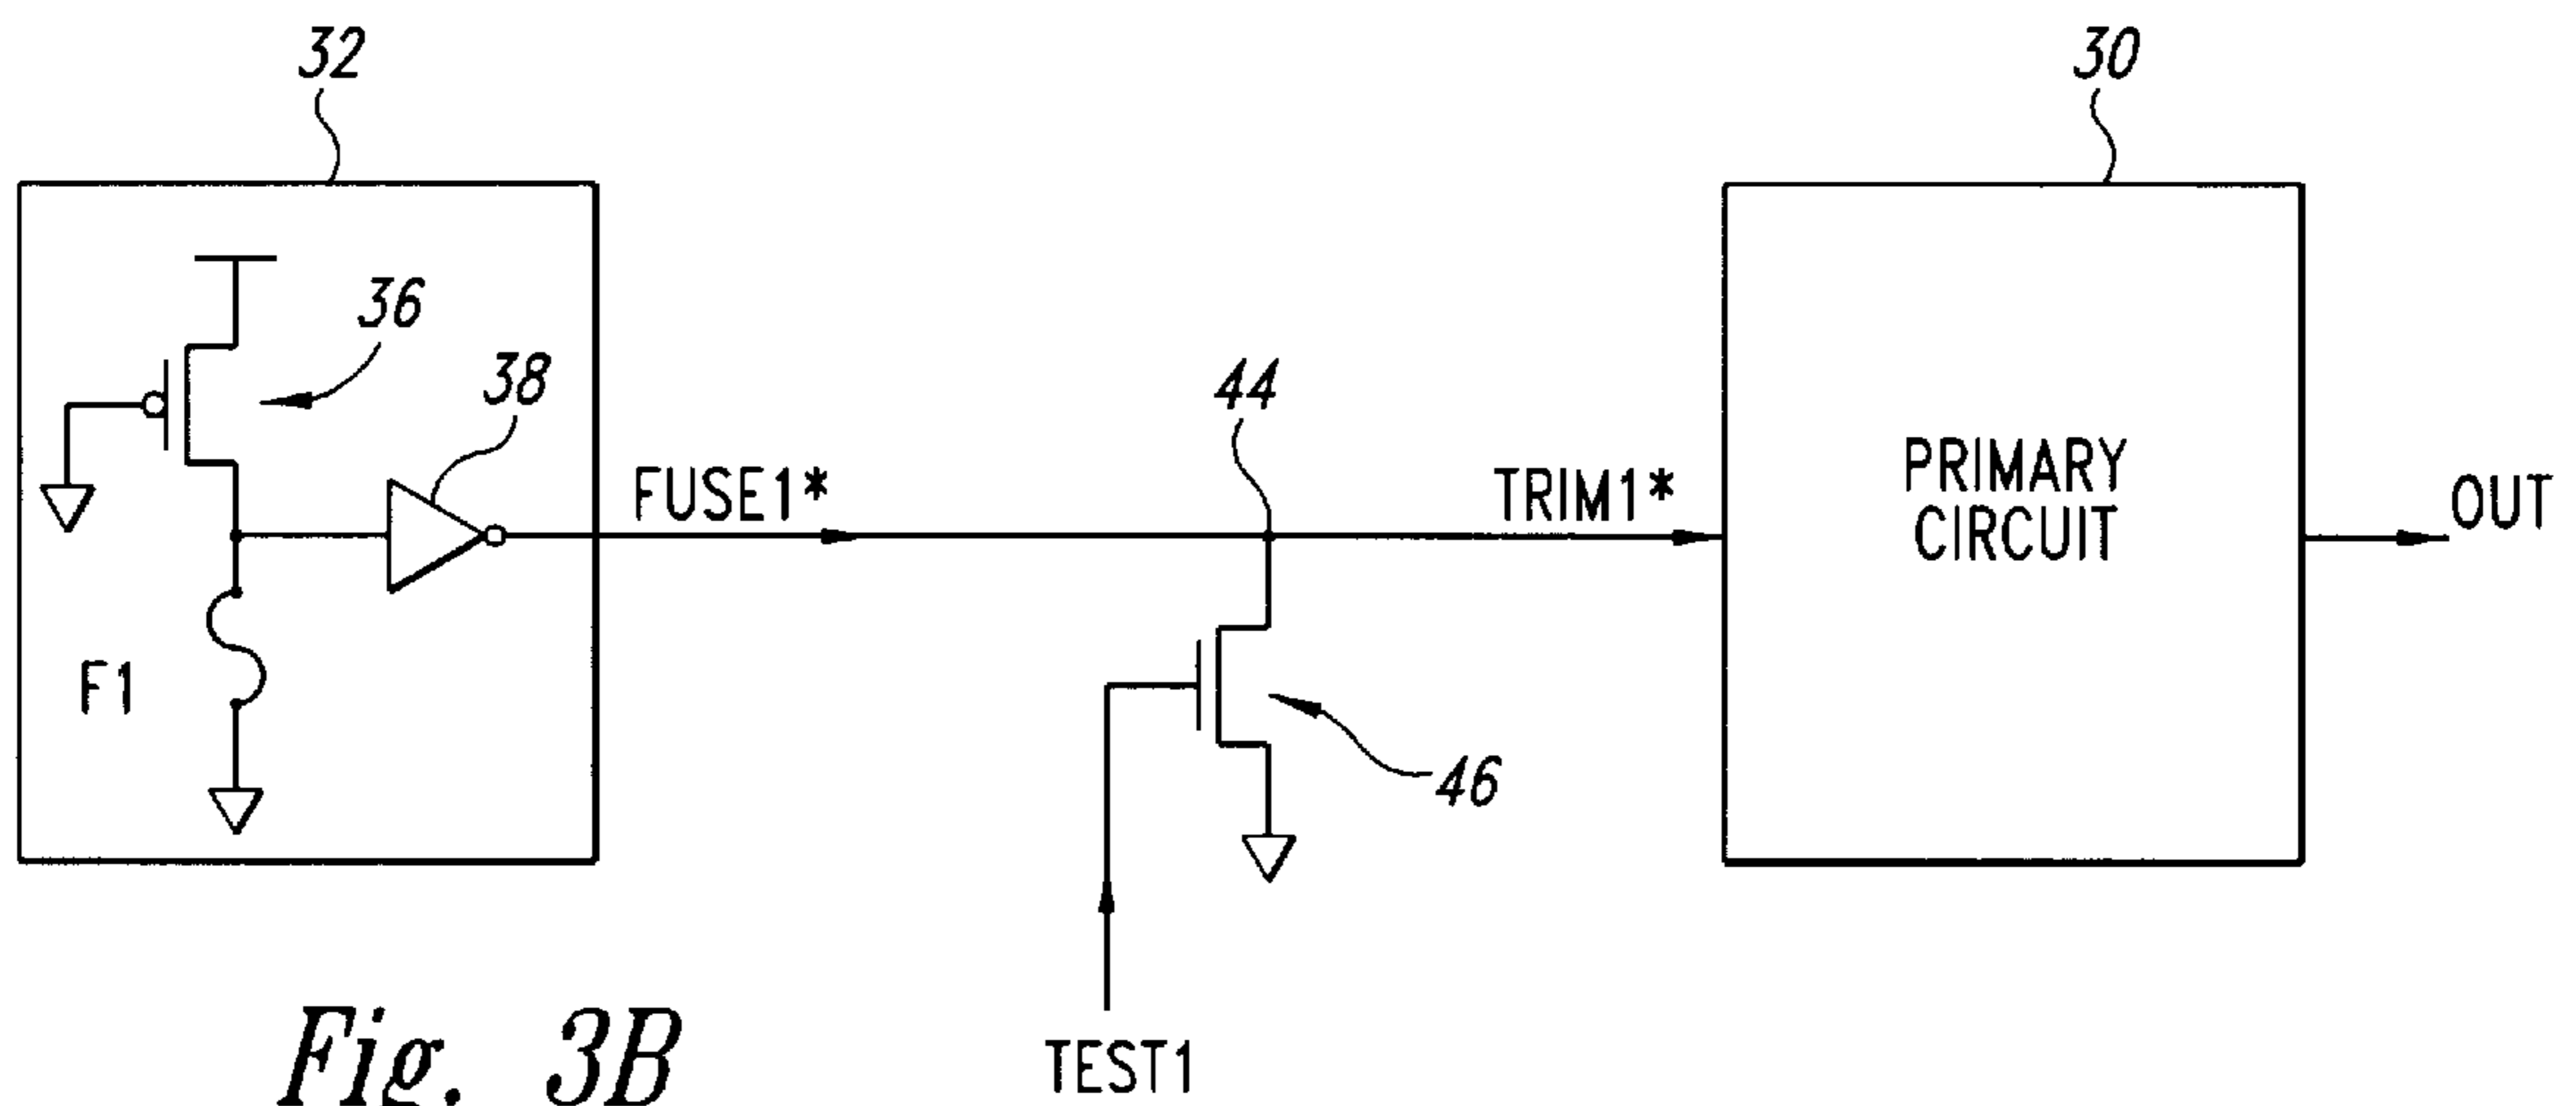 32
30
36
38
44
FUSE1*
TRIM1*
PRIMARY
CIRCUIT
OUT
F1
46
TEST1
Fig. 3B